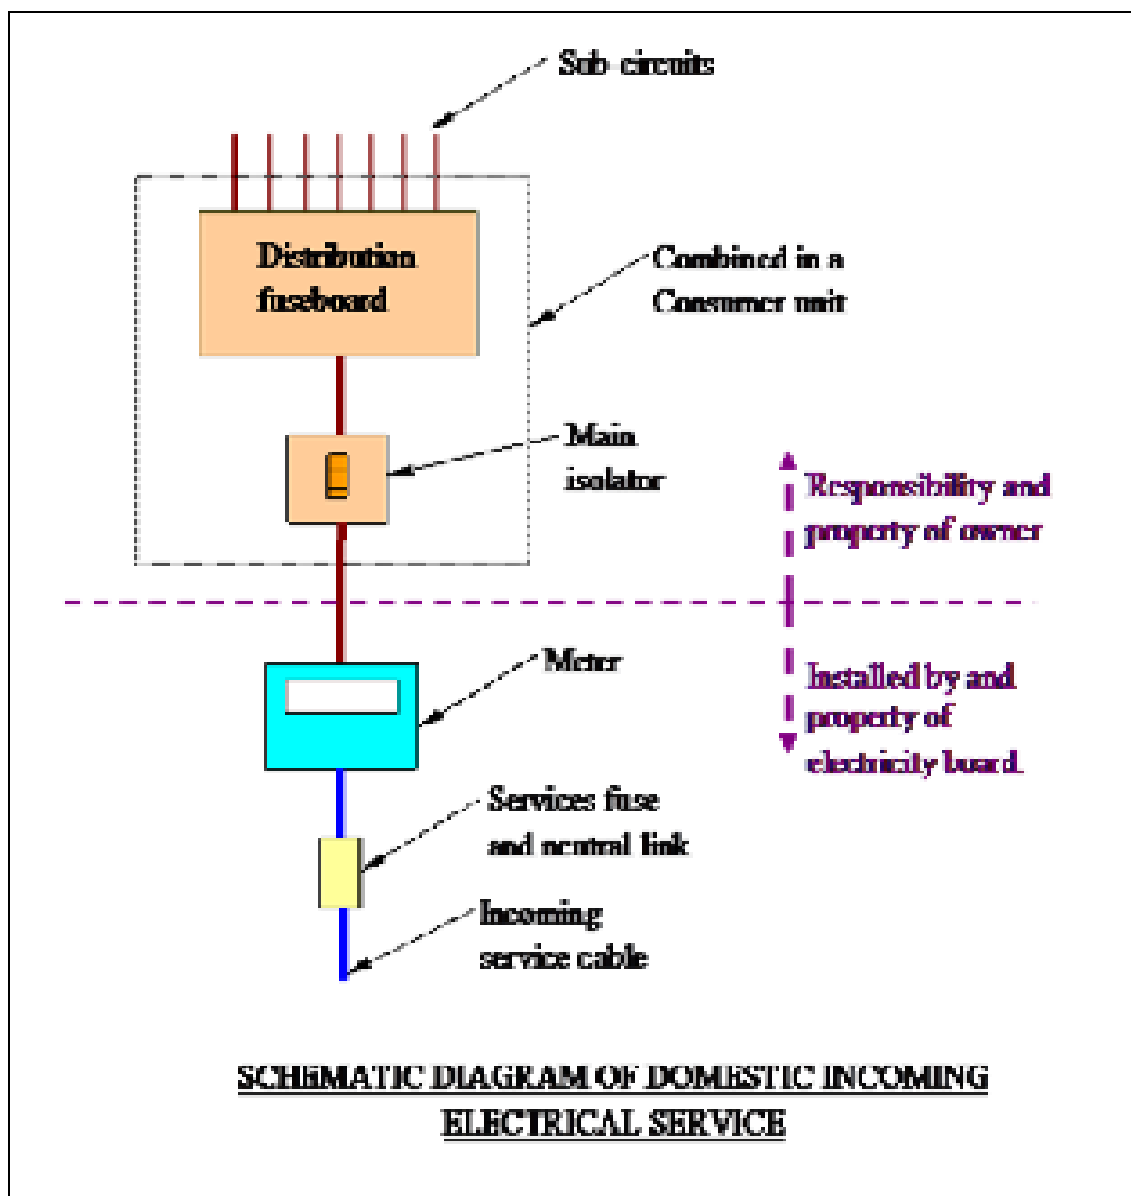 Sub-circuits
Distribution
fuseboard
Combined in a
Consumer unit
Main
isolator
Responsibility and
property of owner
Meter
Installed by and
property of
electricity board.
Services fuse
and neutral link
Incoming
service cable
SCHEMATIC DIAGRAM OF DOMESTIC INCOMING
ELECTRICAL SERVICE